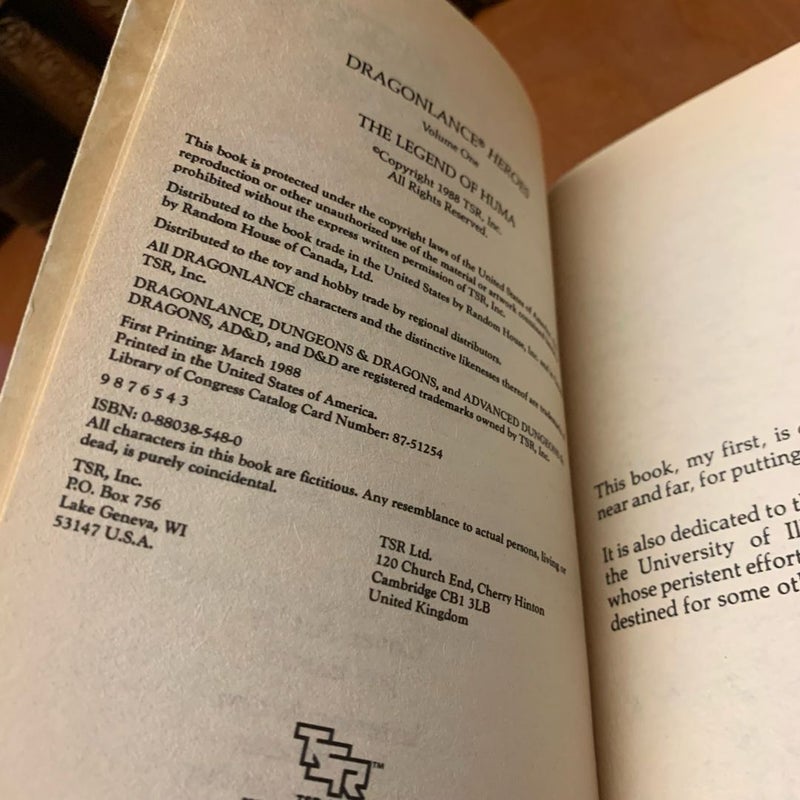 DRAGONLANCE® HEROES
Volume One
THE LEGEND OF HUMA
©Copyright 1988 TSR, Inc.
All Rights Reserved.
This book is protected under the copyright laws of the United States of
reproduction or other unauthorized use of the material or artwork
prohibited without the express written permission of TSR, Inc.
Distributed to the book trade in the United States by Random House, Inc. and
by Random House of Canada, Ltd.
Distributed to the toy and hobby trade by regional distributors.
All DRAGONLANCE characters and the distinctive likenesses thereof are
TSR, Inc.
DRAGONLANCE, DUNGEONS & DRAGONS, and ADVANCED DUNGEONS &
DRAGONS, AD&D, and D&D are registered trademarks owned by TSR, Inc.
First Printing: March 1988
Printed in the United States of America.
Library of Congress Catalog Card Number: 87-51254
9 8 7 6 5 4 3
ISBN: 0-88038-548-0
All characters in this book are fictitious. Any resemblance to actual persons, living or
dead, is purely coincidental.
TSR, Inc.
P.O. Box 756
Lake Geneva, WI
53147 U.S.A.
TSR Ltd.
120 Church End, Cherry Hinton
Cambridge CB1 3LB
United Kingdom
TSR™
This book, my first, is
near and far, for putting
It is also dedicated to
the University of
whose peristent
destined for some